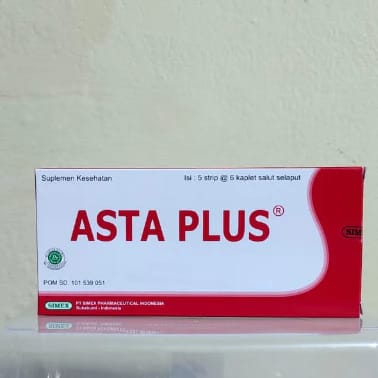 Suplemen Kesehatan
Isi : 5 strip @ 6 kaplet salut selaput
ASTA PLUS®
SIM
POM SD. 101 539 051
SIMEX
PT SIMEX PHARMACEUTICAL INDONESIA
Sukabumi - Indonesia